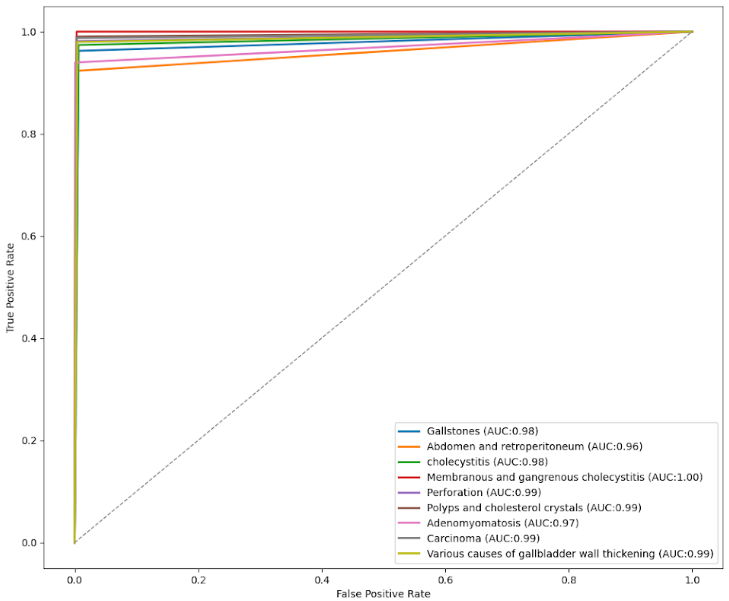 1.0
0.8
0.6
0.4
0.2
0.0
True Positive Rate
Gallstones (AUC:0.98)
Abdomen and retroperitoneum (AUC:0.96)
cholecystitis (AUC:0.98)
Membranous and gangrenous cholecystitis (AUC:1.00)
Perforation (AUC:0.99)
Polyps and cholesterol crystals (AUC:0.99)
Adenomyomatosis (AUC:0.97)
Carcinoma (AUC:0.99)
Various causes of gallbladder wall thickening (AUC:0.99)
0.0 0.2 0.4 0.6 0.8 1.0
False Positive Rate